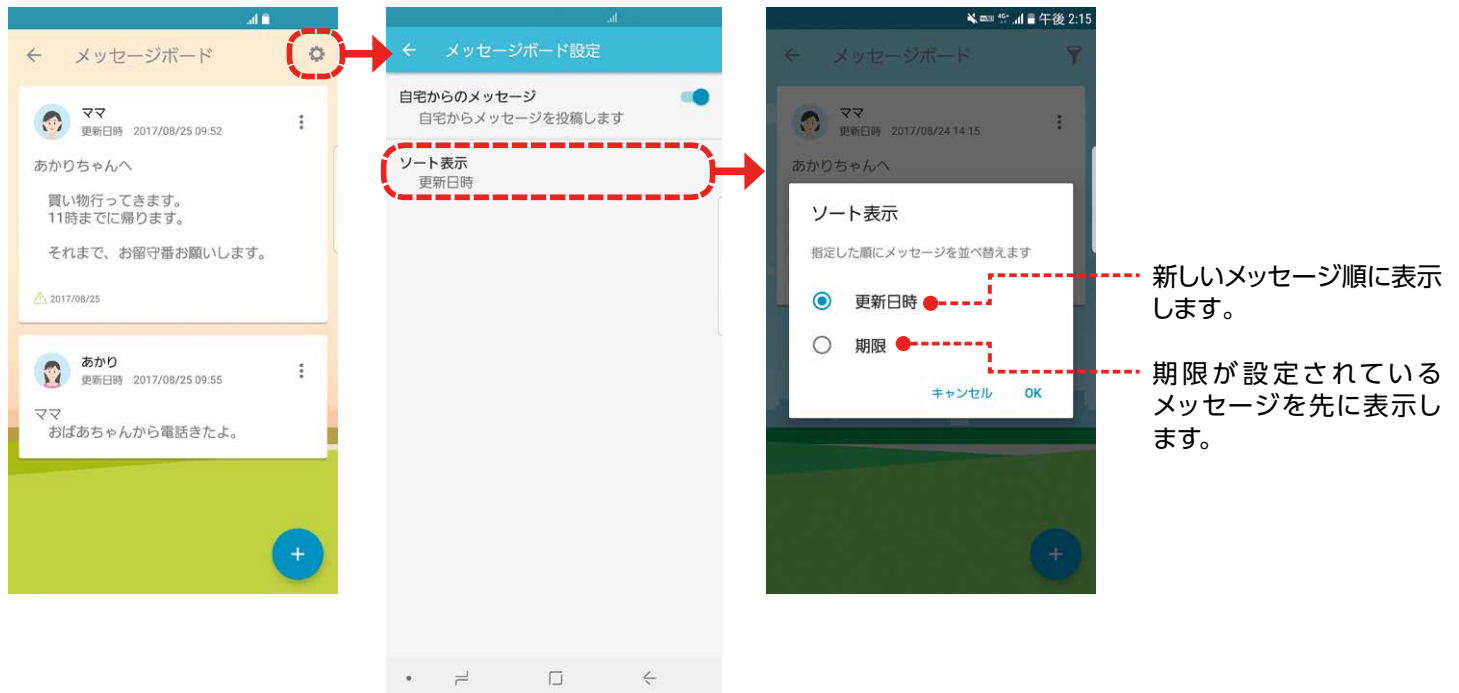 メッセージボード
ママ
更新日時 2017/08/25 09:52
あかりちゃんへ
買い物行ってきます。
11時までに帰ります。
それまで、お留守番お願いします。
2017/08/25
あかり
更新日時 2017/08/25 09:55
ママ
おばあちゃんから電話きたよ。
+
メッセージボード設定
自宅からのメッセージ
自宅からメッセージを投稿します
ソート表示
更新日時
午後 2:15
メッセージボード
ママ
更新日時 2017/08/24 14:15
あかりちゃんへ
ソート表示
指定した順にメッセージを並べ替えます
更新日時
期限
キャンセル OK
+
新しいメッセージ順に表示
します。
期限が設定されている
メッセージを先に表示し
ます。